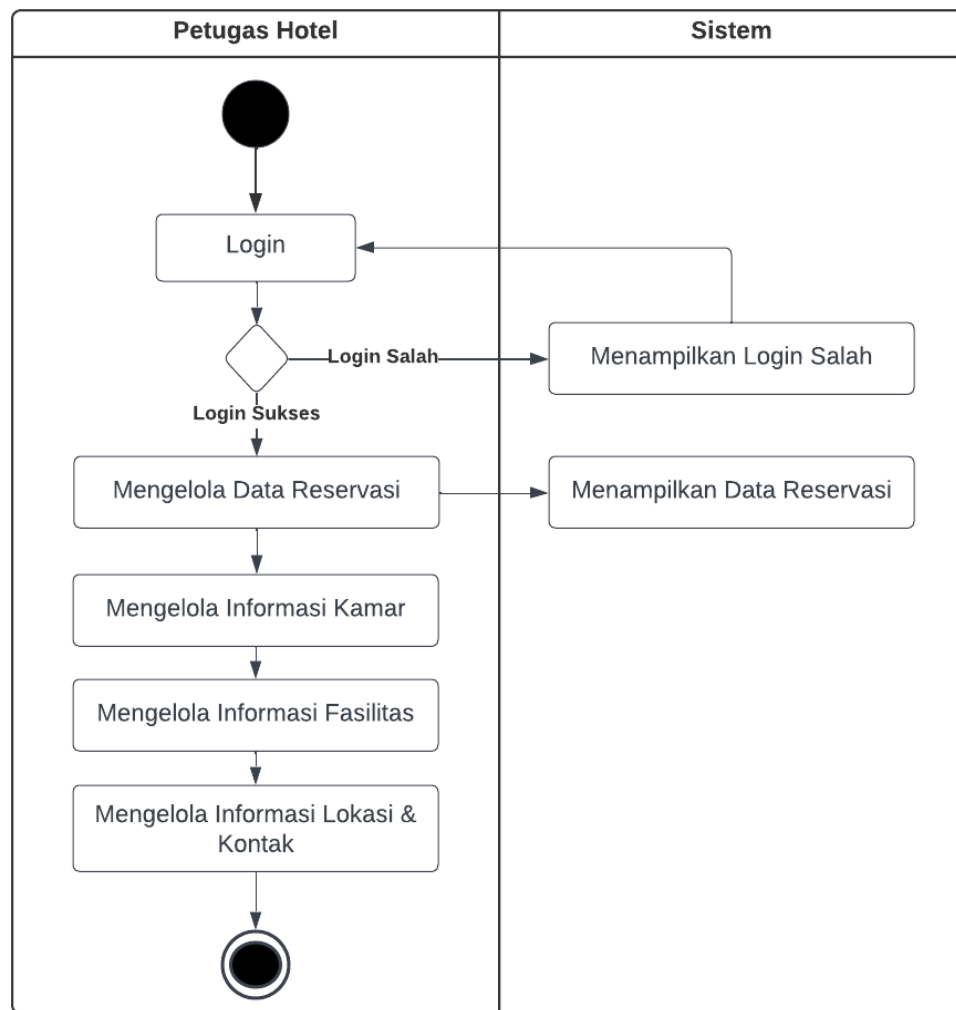 Petugas Hotel
Sistem
Login
Login Salah
Menampilkan Login Salah
Login Sukses
Mengelola Data Reservasi
Menampilkan Data Reservasi
Mengelola Informasi Kamar
Mengelola Informasi Fasilitas
Mengelola Informasi Lokasi &
Kontak